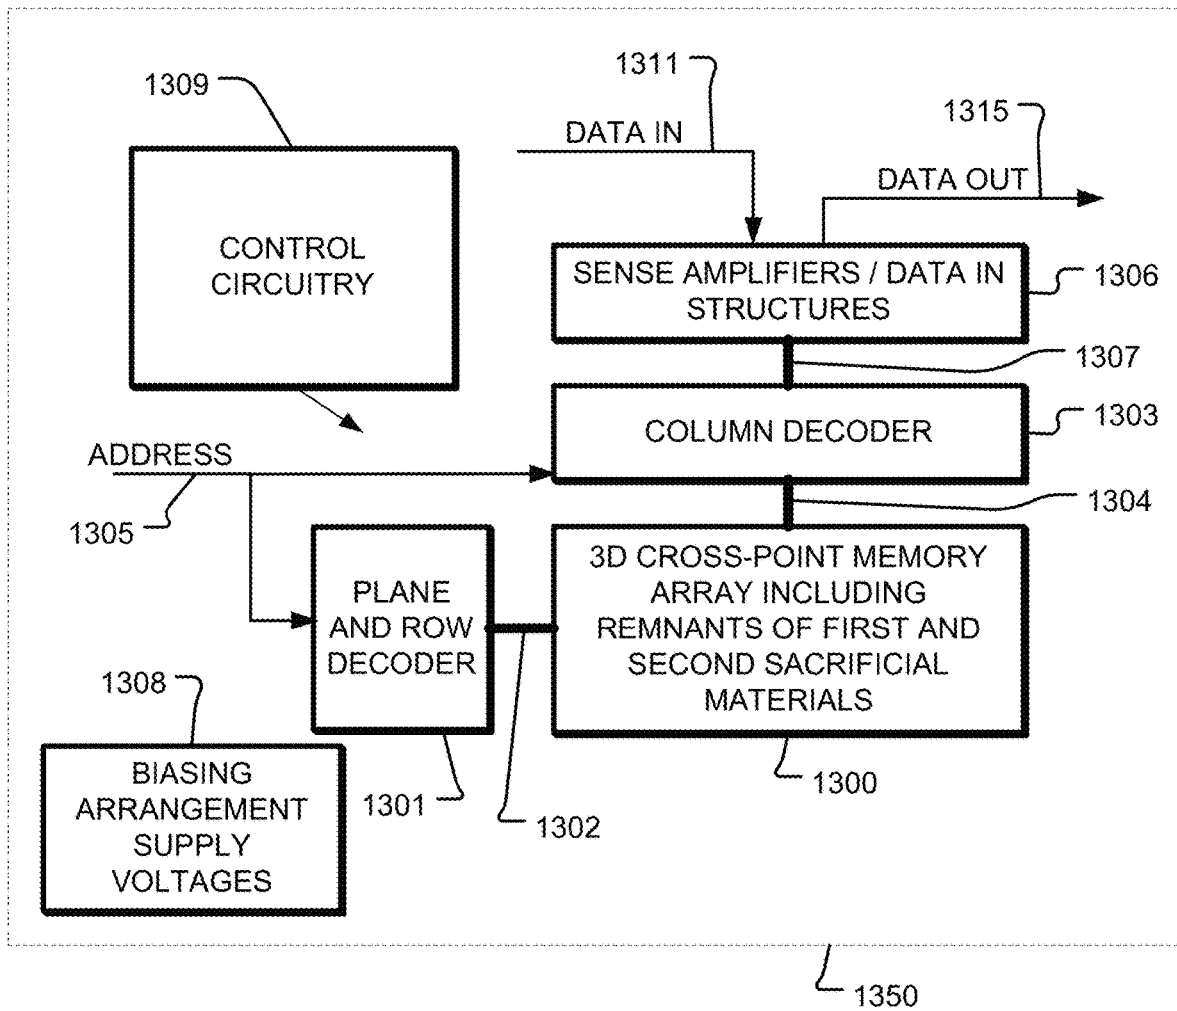 1311
1309
DATA IN
1315
DATA OUT
CONTROL
CIRCUITRY
SENSE AMPLIFIERS / DATA IN
STRUCTURES
1306
1307
COLUMN DECODER
1303
ADDRESS
1305
1304
PLANE
AND ROW
DECODER
3D CROSS-POINT MEMORY
ARRAY INCLUDING
REMNANTS OF FIRST AND
SECOND SACRIFICIAL
MATERIALS
1308
BIASING
ARRANGEMENT
SUPPLY
VOLTAGES
1301
1302
1300
1350